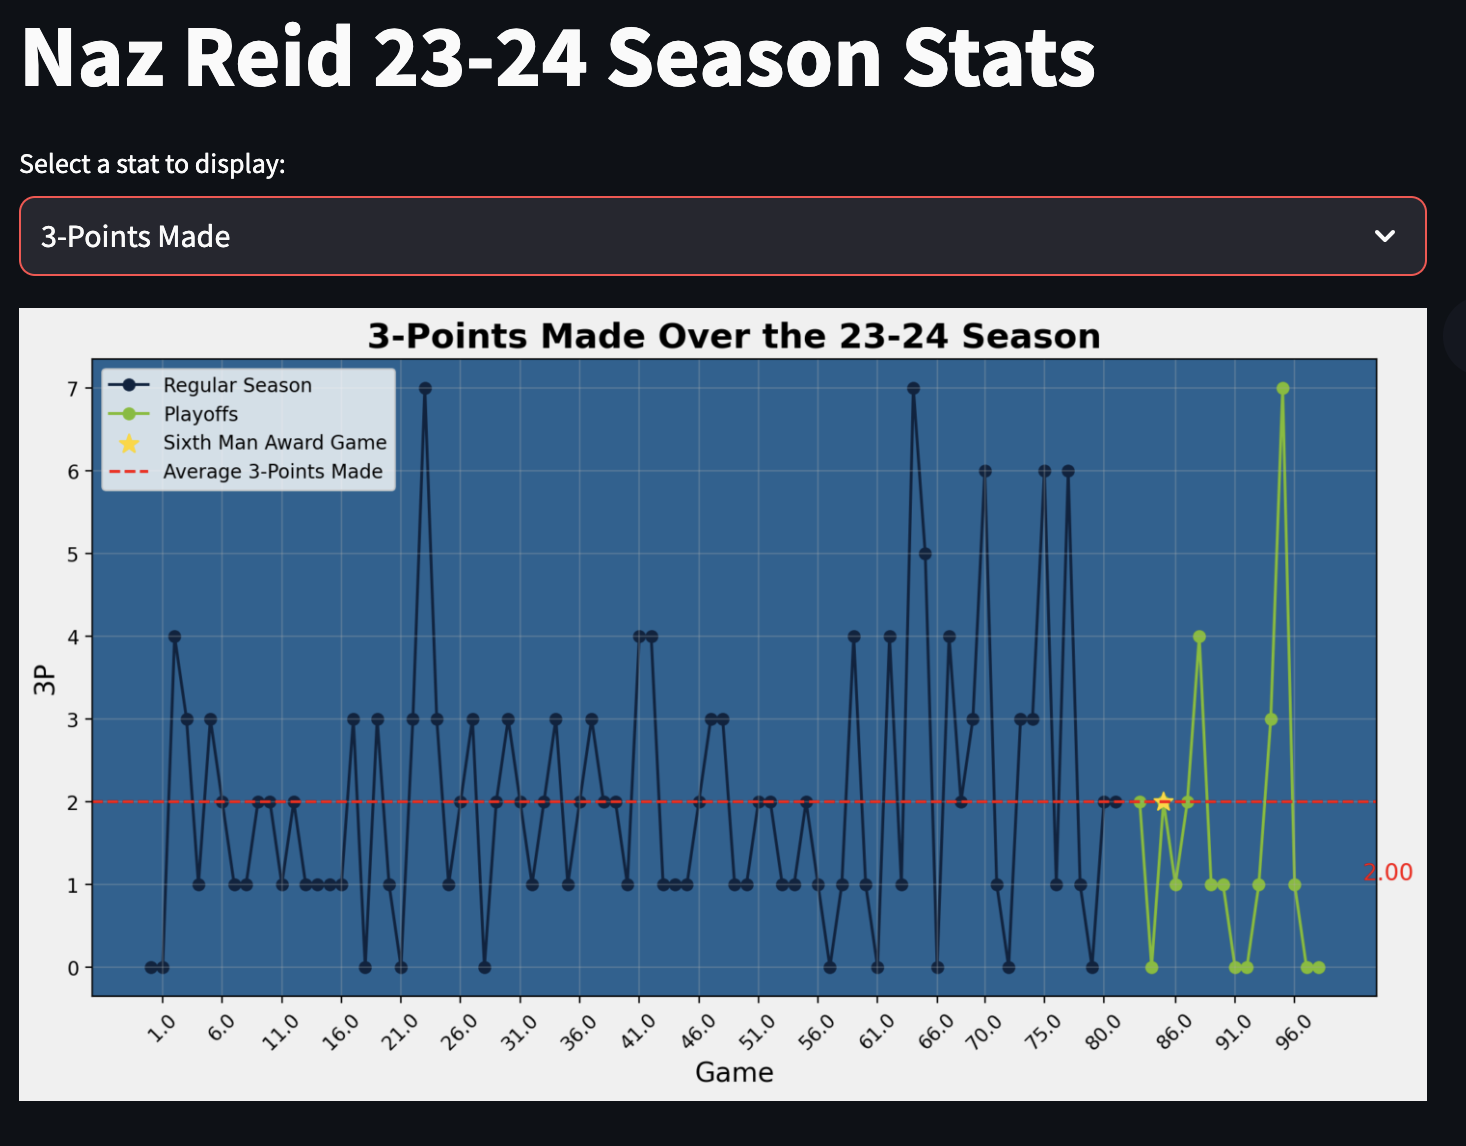 Naz Reid 23-24 Season Stats
Select a stat to display:
3-Points Made
3-Points Made Over the 23-24 Season
Regular Season
Playoffs
Sixth Man Award Game
Average 3-Points Made
7
6
5
4
3
2
1
0
3P
2.00
1.0 6.0 11.0 16.0 21.0 26.0 31.0 36.0 41.0 46.0 51.0 56.0 61.0 66.0 70.0 75.0 80.0 86.0 91.0 96.0
Game